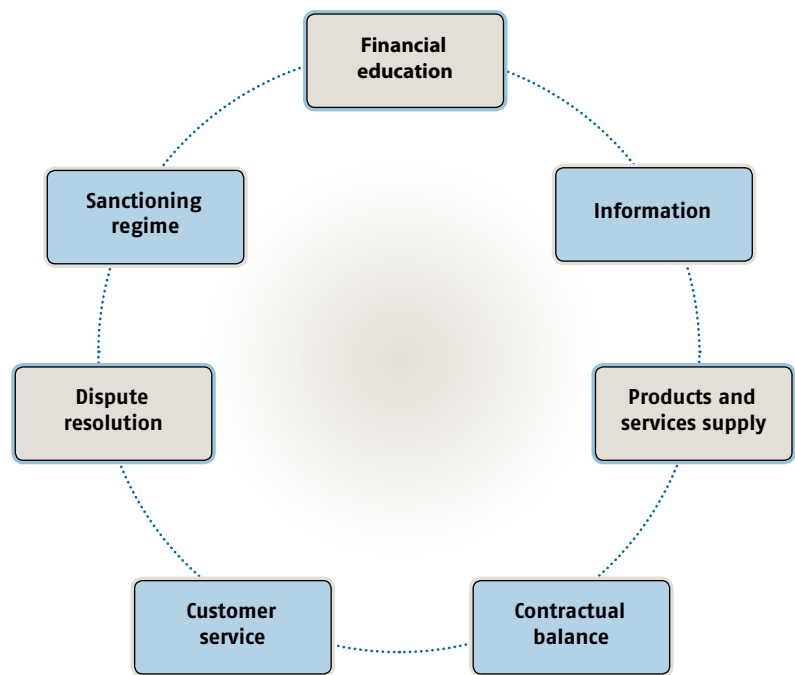 Financial
education
Sanctioning
regime
Information
Dispute
resolution
Products and
services supply
Customer
service
Contractual
balance